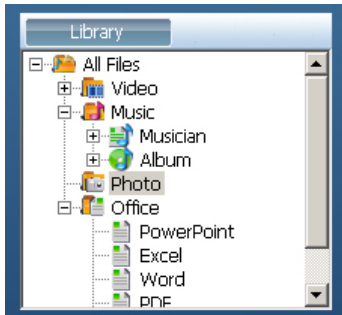 Library
All Files
Video
Music
Musician
Album
Photo
Office
PowerPoint
Excel
Word
PDF